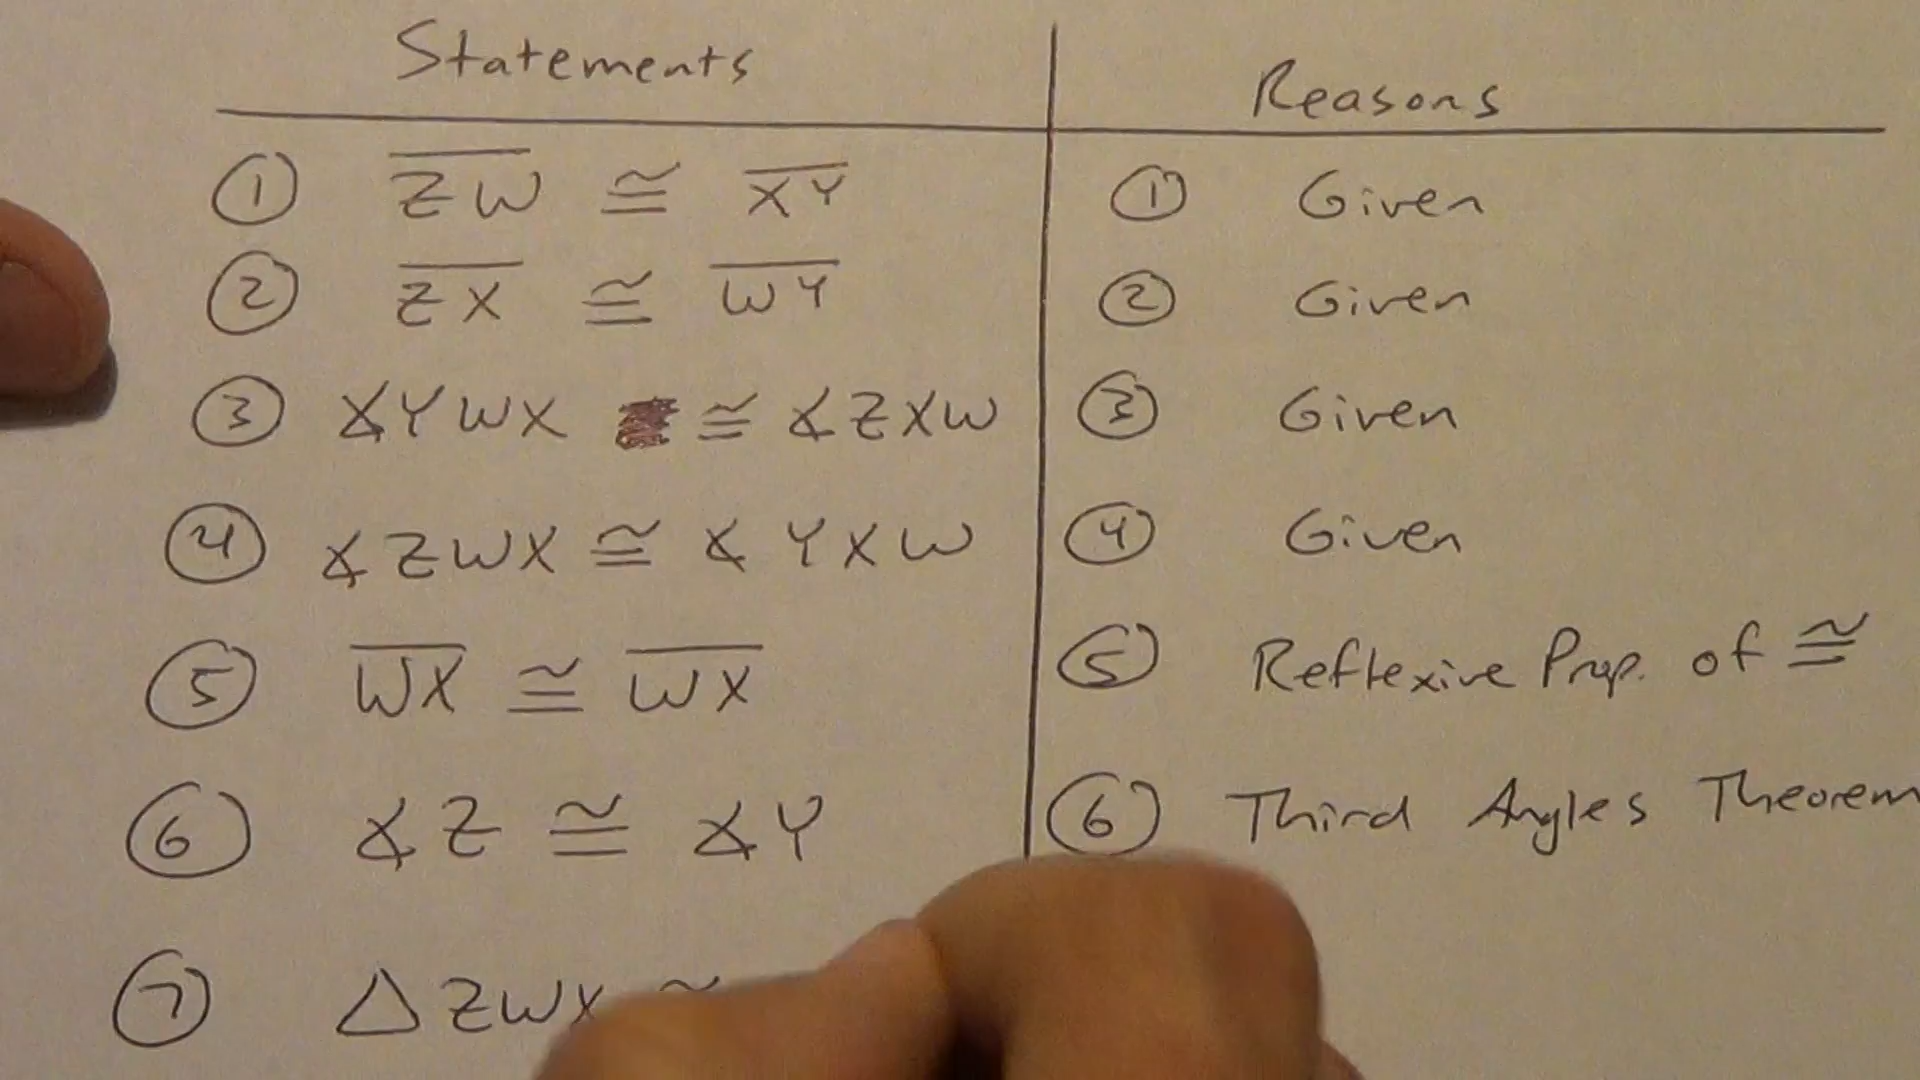 Statements
Reasons
① ZW ≅ XY
① Given
② ZX ≅ WY
② Given
③ ∡YWX ≅ ∡ZXW
③ Given
④ ∡ZWX ≅ ∡YXW
④ Given
⑤ WX ≅ WX
⑤ Reflexive Prop. of ≅
⑥ ∡Z ≅ ∡Y
⑥ Third Angles Theorem
⑦ △ZWX